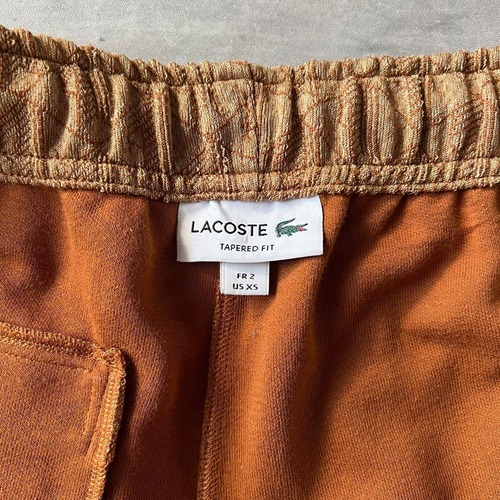 LACOSTE
TAPERED FIT
FR 2
US XS